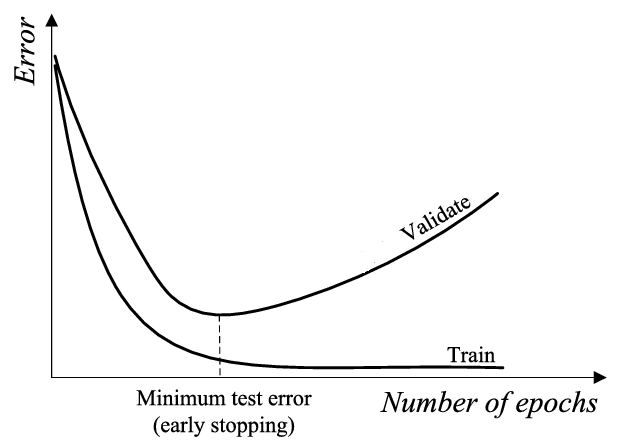 Error
Validate
Train
Minimum test error
(early stopping)
Number of epochs